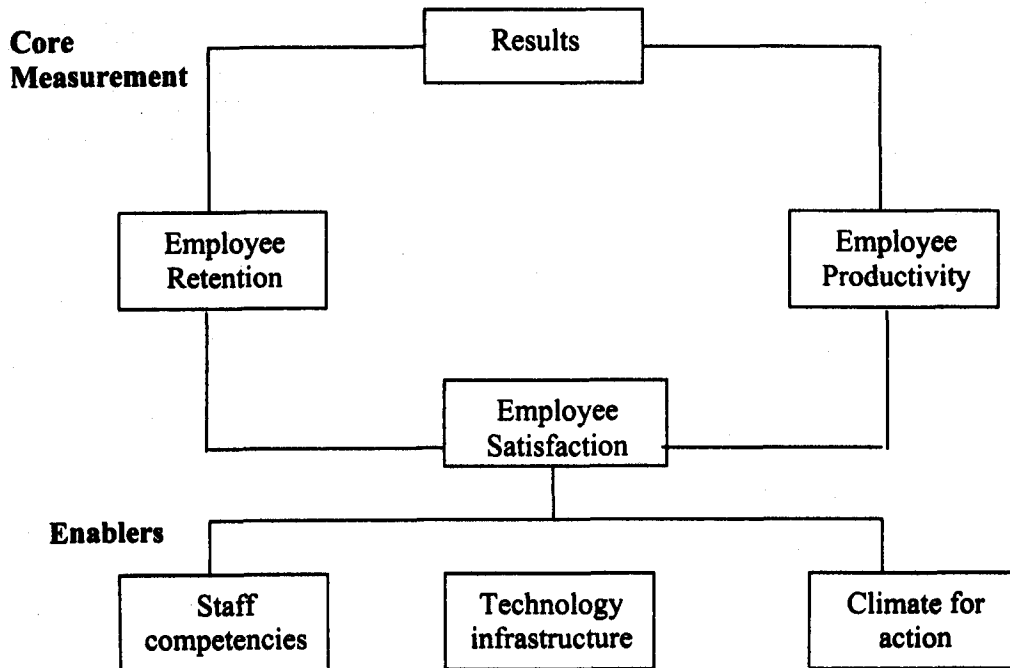 Core
Measurement
Results
Employee
Retention
Employee
Productivity
Employee
Satisfaction
Enablers
Staff
competencies
Technology
infrastructure
Climate for
action